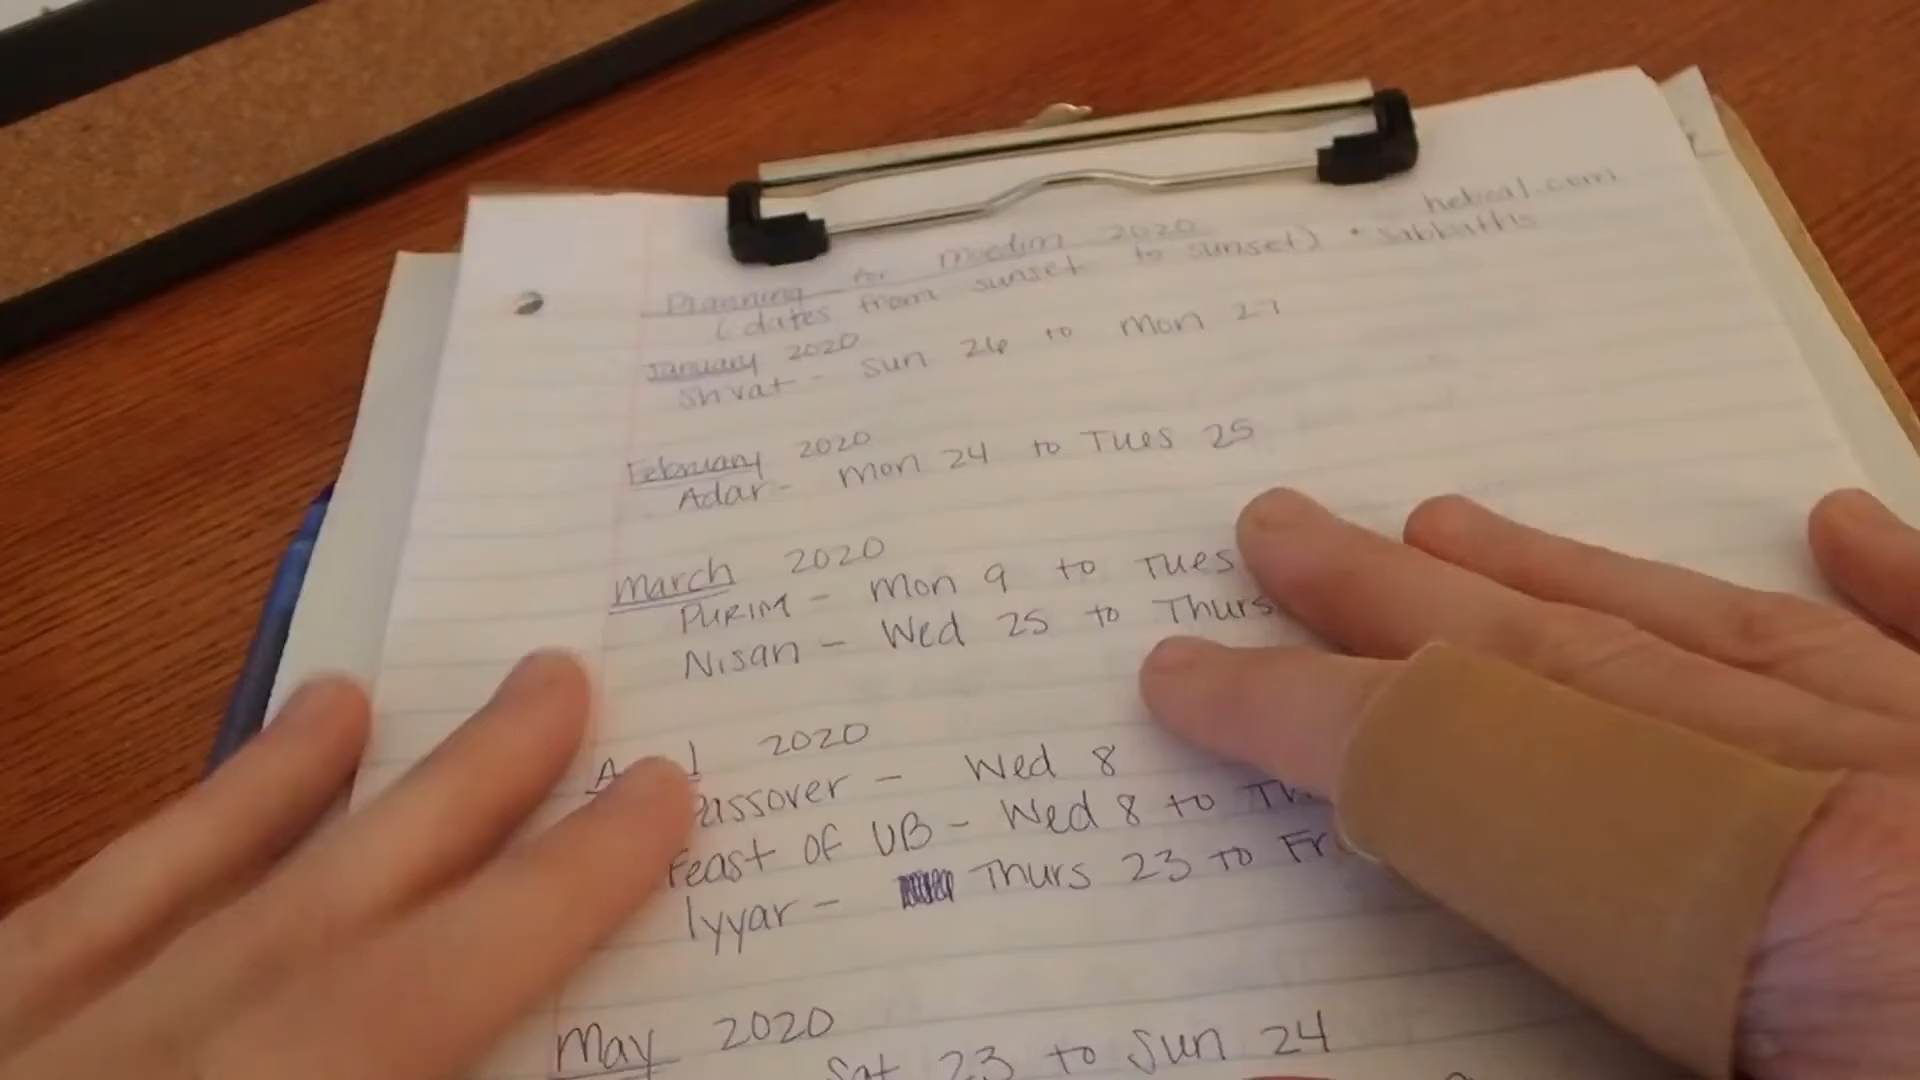 hebcal.com
Planning for Moedim 2020
(dates from sunset to sunset) • sabbaths
January 2020
Shvat - Sun 26 to Mon 27
February 2020
Adar - Mon 24 to Tues 25
March 2020
PURIM - Mon 9 to Tues
Nisan - Wed 25 to Thurs
2020
Passover - Wed 8
Feast of UB - Wed 8 to
Iyyar - Thurs 23 to
May 2020
Sat 23 to Sun 24